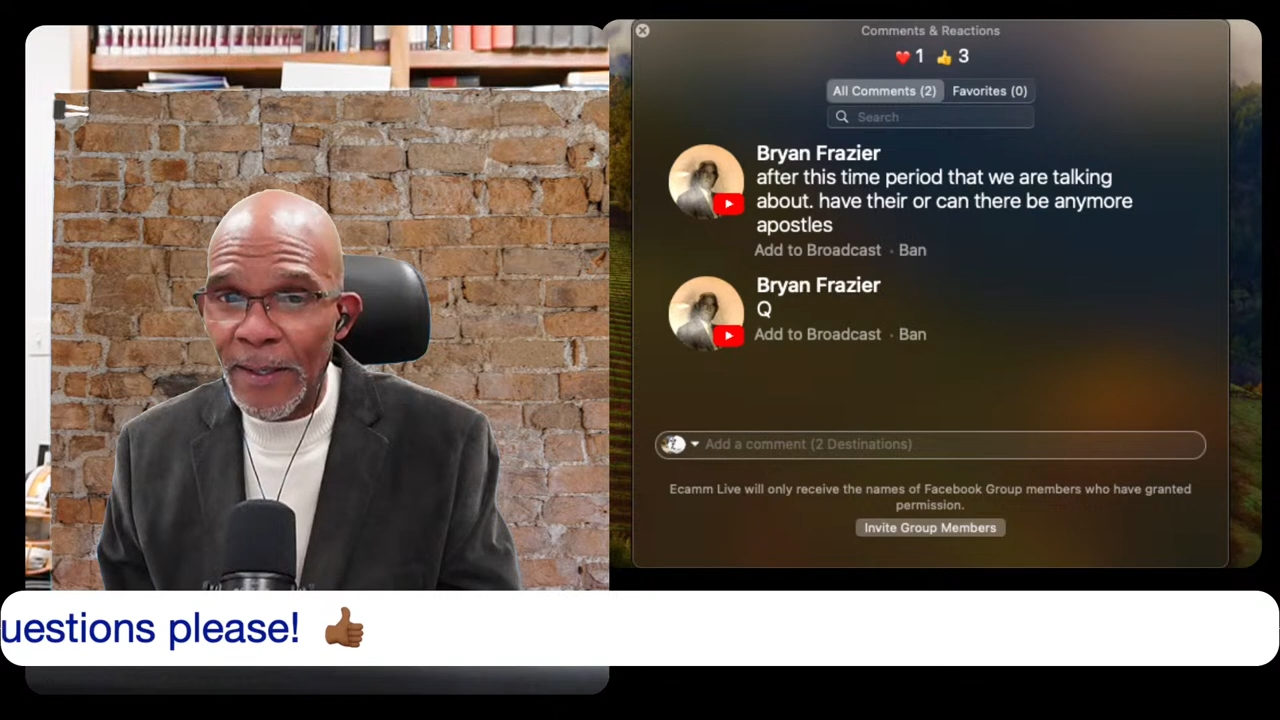 Comments & Reactions
❤️ 1 👍 3
All Comments (2) Favorites (0)
Search
Bryan Frazier
after this time period that we are talking
about. have their or can there be anymore
apostles
Add to Broadcast · Ban
Bryan Frazier
Q
Add to Broadcast · Ban
Add a comment (2 Destinations)
Ecamm Live will only receive the names of Facebook Group members who have granted
permission.
Invite Group Members
uestions please! 👍🏾